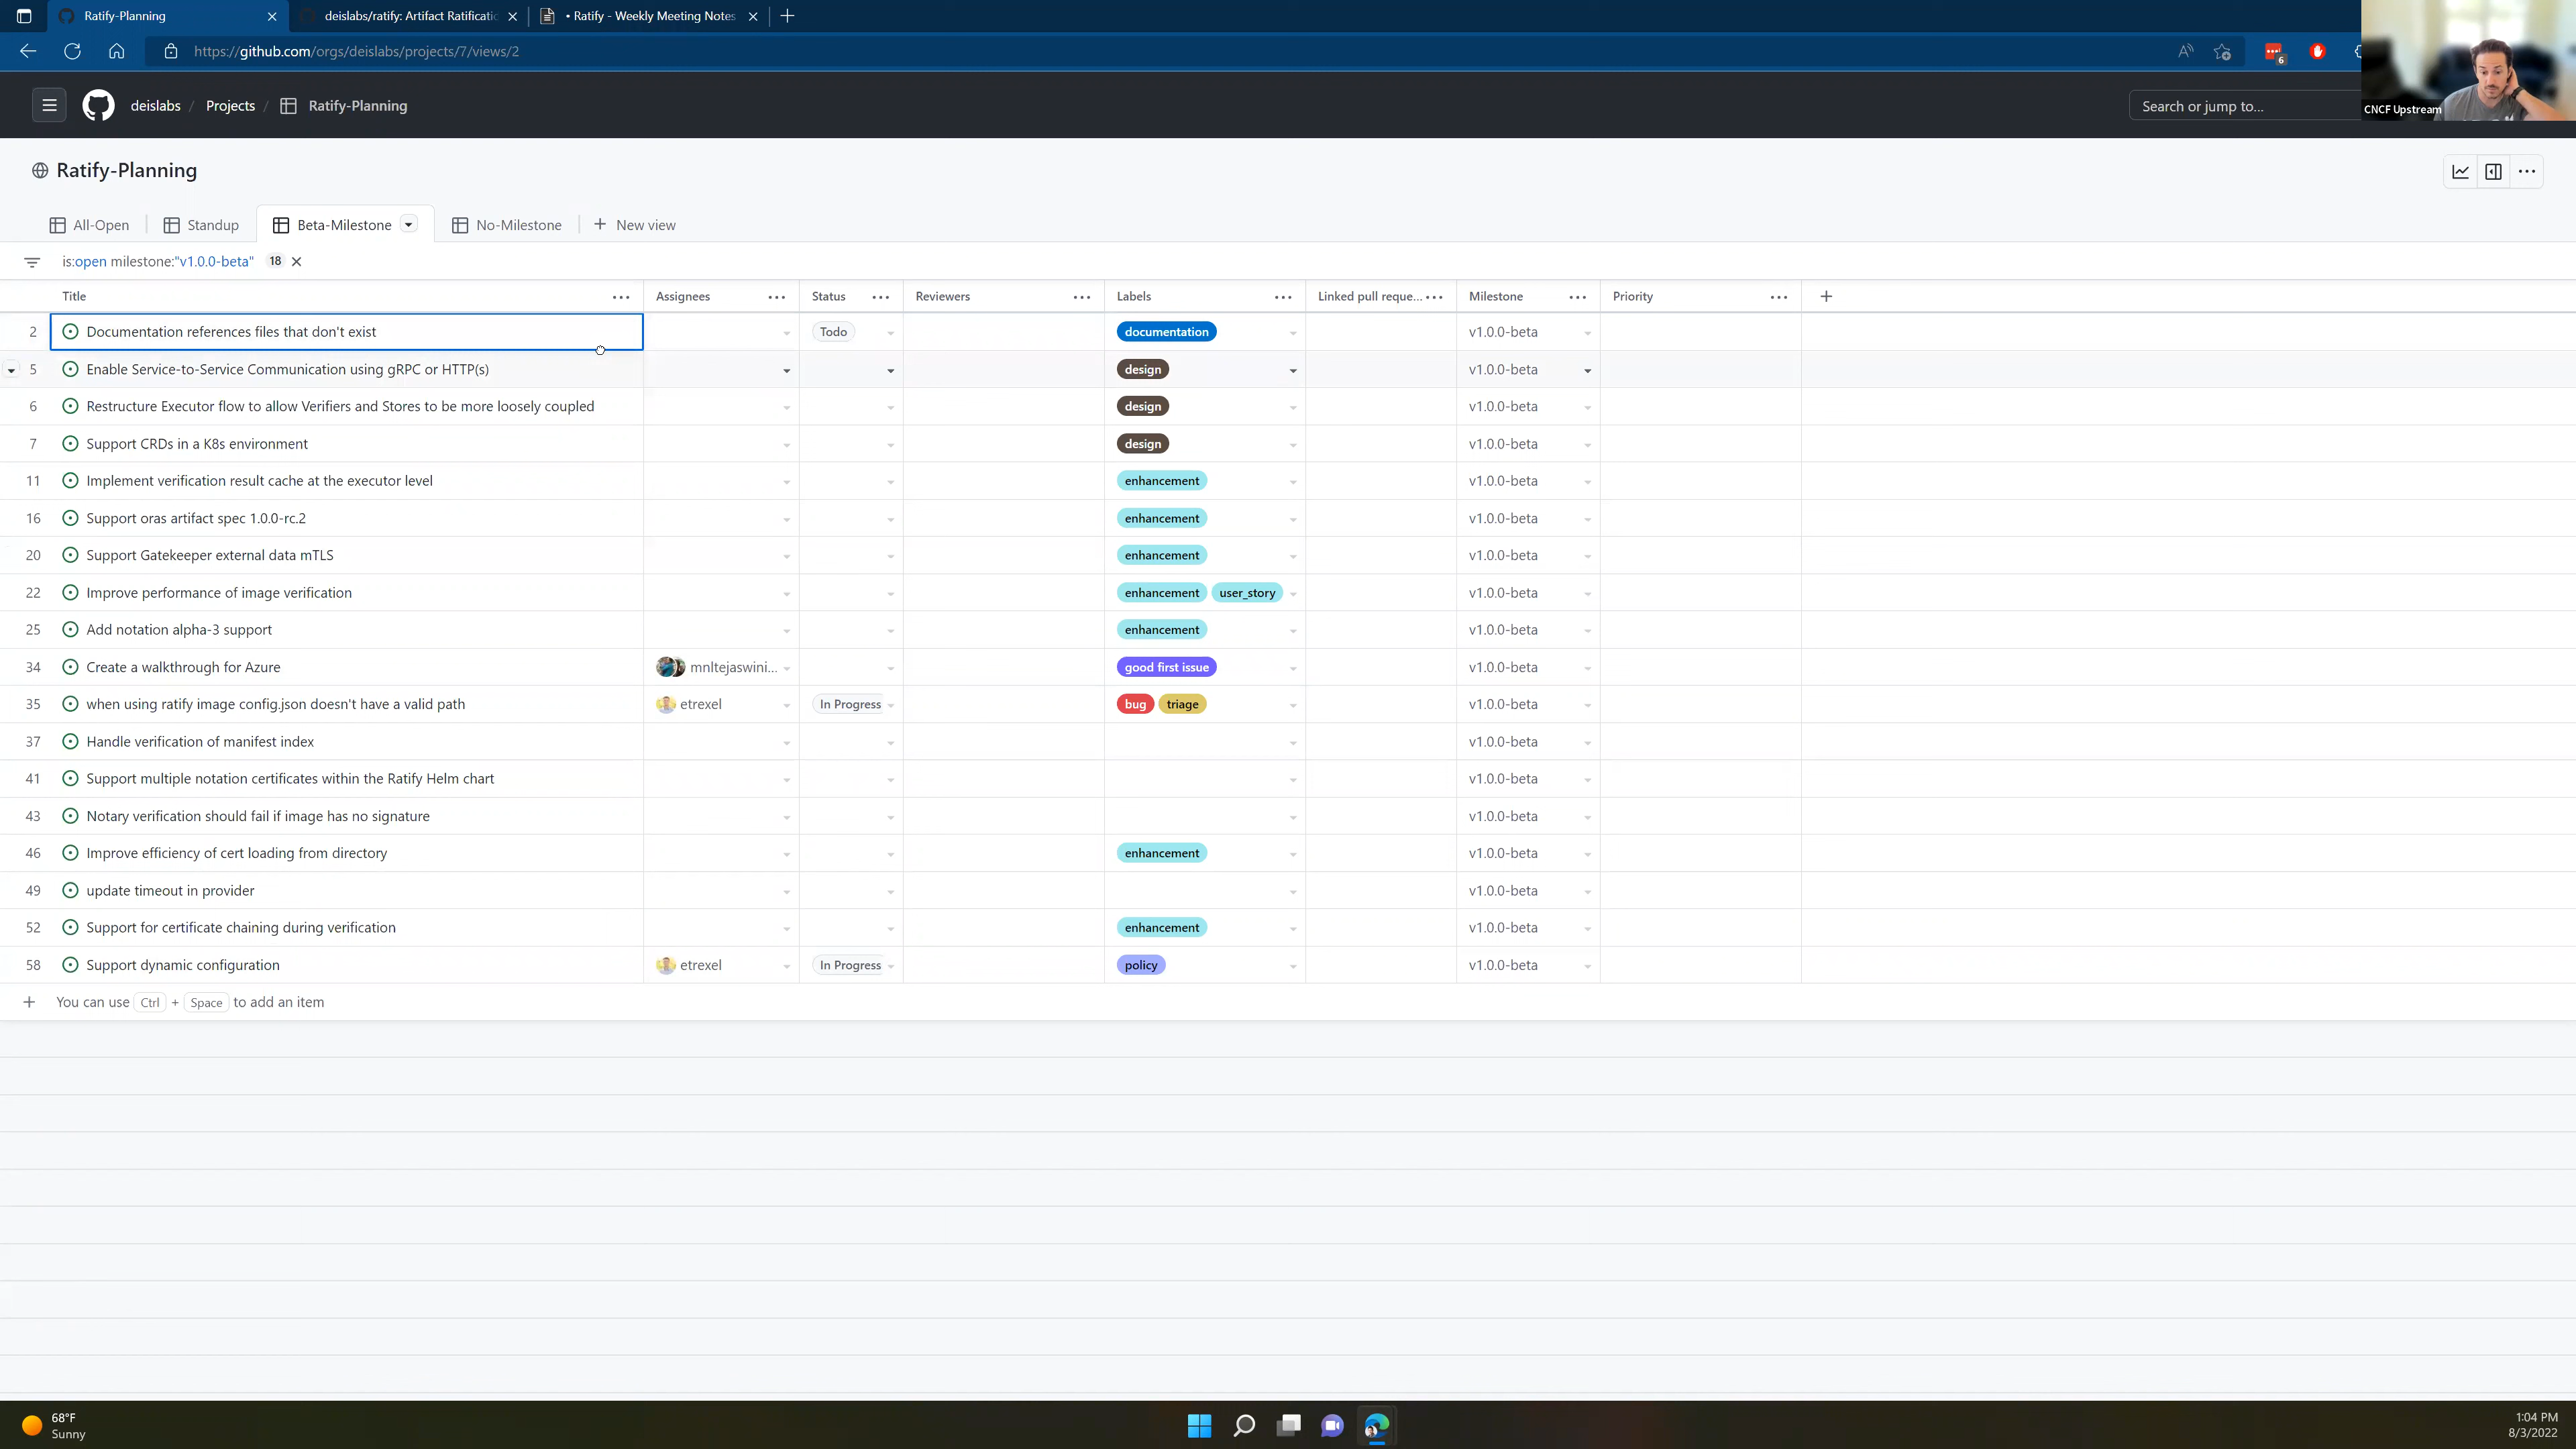 Ratify-Planning
deislabs/ratify: Artifact Ratificatic
• Ratify - Weekly Meeting Notes
https://github.com/orgs/deislabs/projects/7/views/2
6
CNCF Upstream
deislabs / Projects / Ratify-Planning
Search or jump to...
Ratify-Planning
All-Open Standup Beta-Milestone No-Milestone + New view
is:open milestone:"v1.0.0-beta" 18
Title Assignees Status Reviewers Labels Linked pull reque... Milestone Priority
2 Documentation references files that don't exist Todo documentation v1.0.0-beta
5 Enable Service-to-Service Communication using gRPC or HTTP(s) design v1.0.0-beta
6 Restructure Executor flow to allow Verifiers and Stores to be more loosely coupled design v1.0.0-beta
7 Support CRDs in a K8s environment design v1.0.0-beta
11 Implement verification result cache at the executor level enhancement v1.0.0-beta
16 Support oras artifact spec 1.0.0-rc.2 enhancement v1.0.0-beta
20 Support Gatekeeper external data mTLS enhancement v1.0.0-beta
22 Improve performance of image verification enhancement user_story v1.0.0-beta
25 Add notation alpha-3 support enhancement v1.0.0-beta
34 Create a walkthrough for Azure mnltejaswini... good first issue v1.0.0-beta
35 when using ratify image config.json doesn't have a valid path etrexel In Progress bug triage v1.0.0-beta
37 Handle verification of manifest index v1.0.0-beta
41 Support multiple notation certificates within the Ratify Helm chart v1.0.0-beta
43 Notary verification should fail if image has no signature v1.0.0-beta
46 Improve efficiency of cert loading from directory enhancement v1.0.0-beta
49 update timeout in provider v1.0.0-beta
52 Support for certificate chaining during verification enhancement v1.0.0-beta
58 Support dynamic configuration etrexel In Progress policy v1.0.0-beta
+ You can use Ctrl + Space to add an item
68°F
Sunny
1:04 PM
8/3/2022